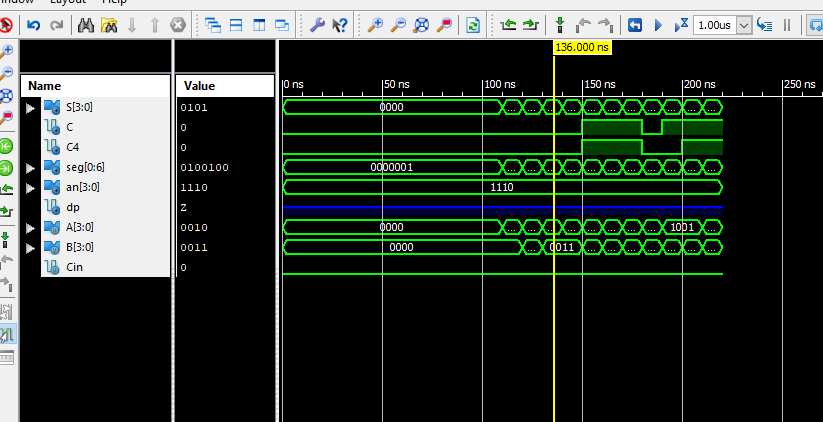 Layout Help
1.00us
136.000 ns
Name Value
0 ns 50 ns 100 ns 150 ns 200 ns 250 ns
S[3:0] 0101 0000 ... ... ... ... ... ... ... ... ... ... ...
C 0
C4 0
seg[0:6] 0100100 0000001 ... ... ... ... ... ... ... ... ... ... ...
an[3:0] 1110 1110
dp Z
A[3:0] 0010 0000 ... ... ... ... ... ... ... ... 1001 ...
B[3:0] 0011 0000 ... 0011 ... ... ... ... ... ... ...
Cin 0